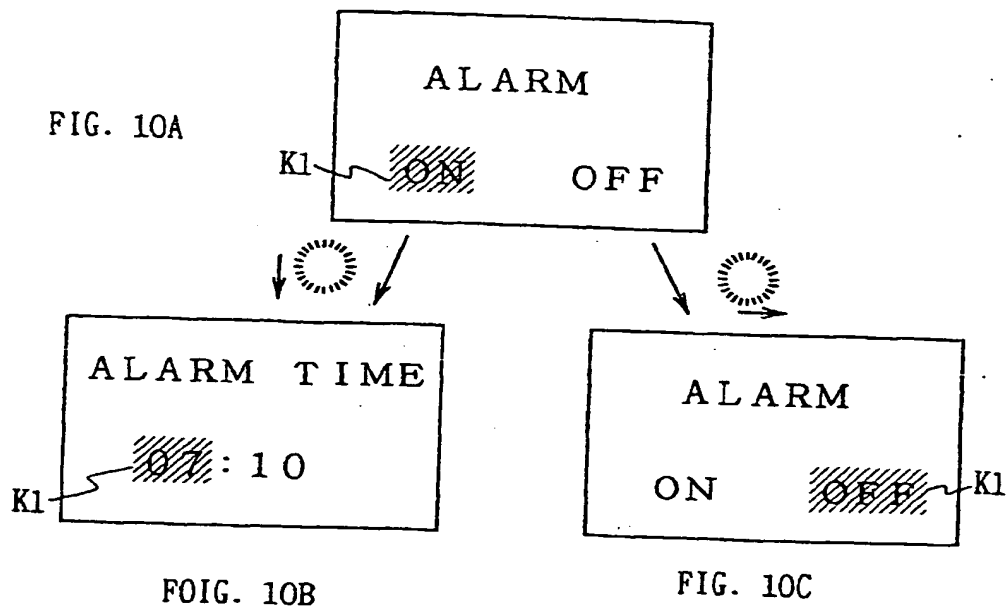 ALARM
FIG. 10A
K1 ON OFF
ALARM TIME
07:10
K1
ALARM
ON OFF K1
FOIG. 10B
FIG. 10C